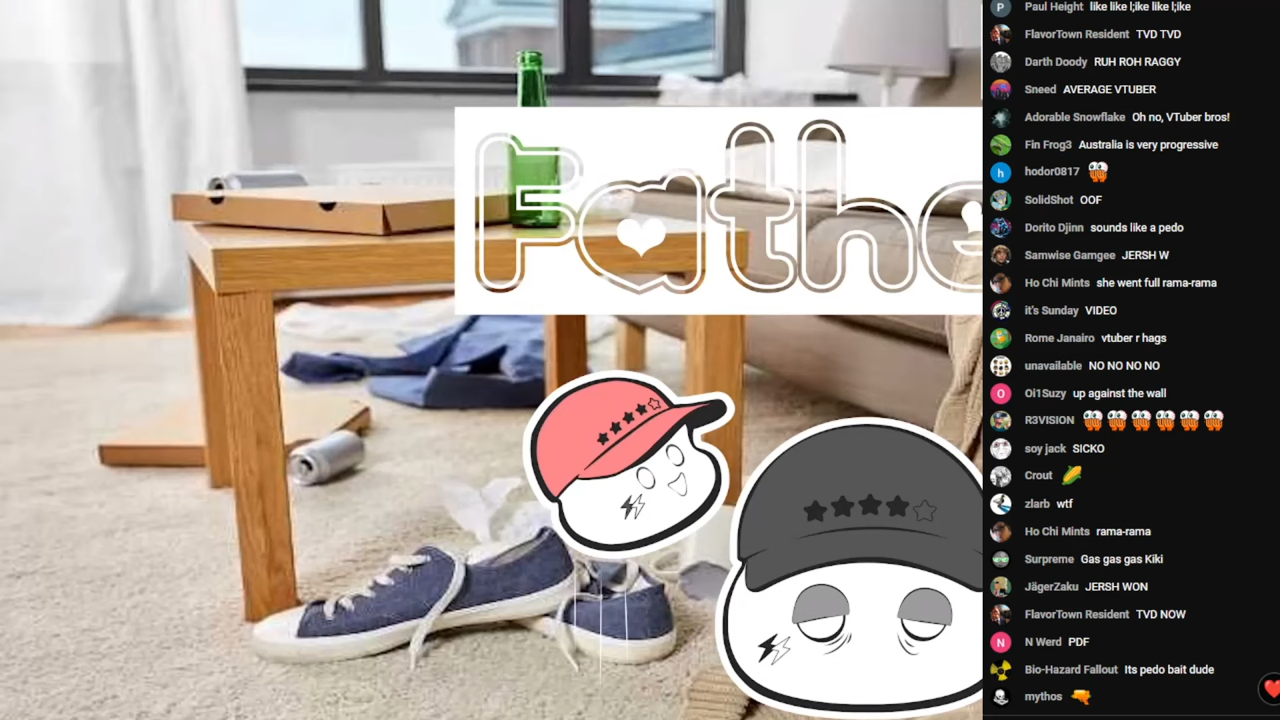 Fathe
Paul Height like like l;ike like l;ike
FlavorTown Resident TVD TVD
Darth Doody RUH ROH RAGGY
Sneed AVERAGE VTUBER
Adorable Snowflake Oh no, VTuber bros!
Fin Frog3 Australia is very progressive
h hodor0817
SolidShot OOF
Dorito Djinn sounds like a pedo
Samwise Gamgee JERSH W
Ho Chi Mints she went full rama-rama
it's Sunday VIDEO
Rome Janairo vtuber r hags
unavailable NO NO NO NO
O Oi1Suzy up against the wall
R3VISION
soy jack SICKO
Crout
zlarb wtf
Ho Chi Mints rama-rama
Surpreme Gas gas gas Kiki
JägerZaku JERSH WON
FlavorTown Resident TVD NOW
N N Werd PDF
Bio-Hazard Fallout Its pedo bait dude
mythos